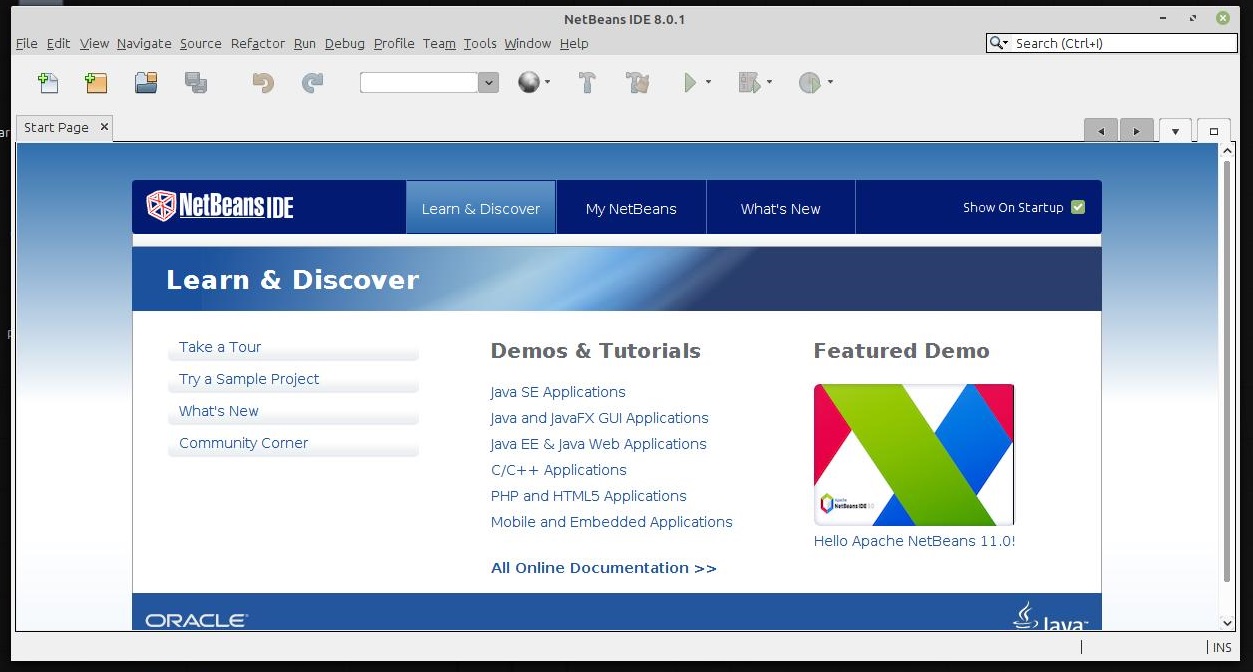 NetBeans IDE 8.0.1
File Edit View Navigate Source Refactor Run Debug Profile Team Tools Window Help
Search (Ctrl+I)
Start Page
NetBeans IDE
Learn & Discover
My NetBeans
What's New
Show On Startup
Learn & Discover
Take a Tour
Try a Sample Project
What's New
Community Corner
Demos & Tutorials
Java SE Applications
Java and JavaFX GUI Applications
Java EE & Java Web Applications
C/C++ Applications
PHP and HTML5 Applications
Mobile and Embedded Applications
All Online Documentation >>
Featured Demo
Apache
NetBeans IDE
Hello Apache NetBeans 11.0!
ORACLE
Java
INS